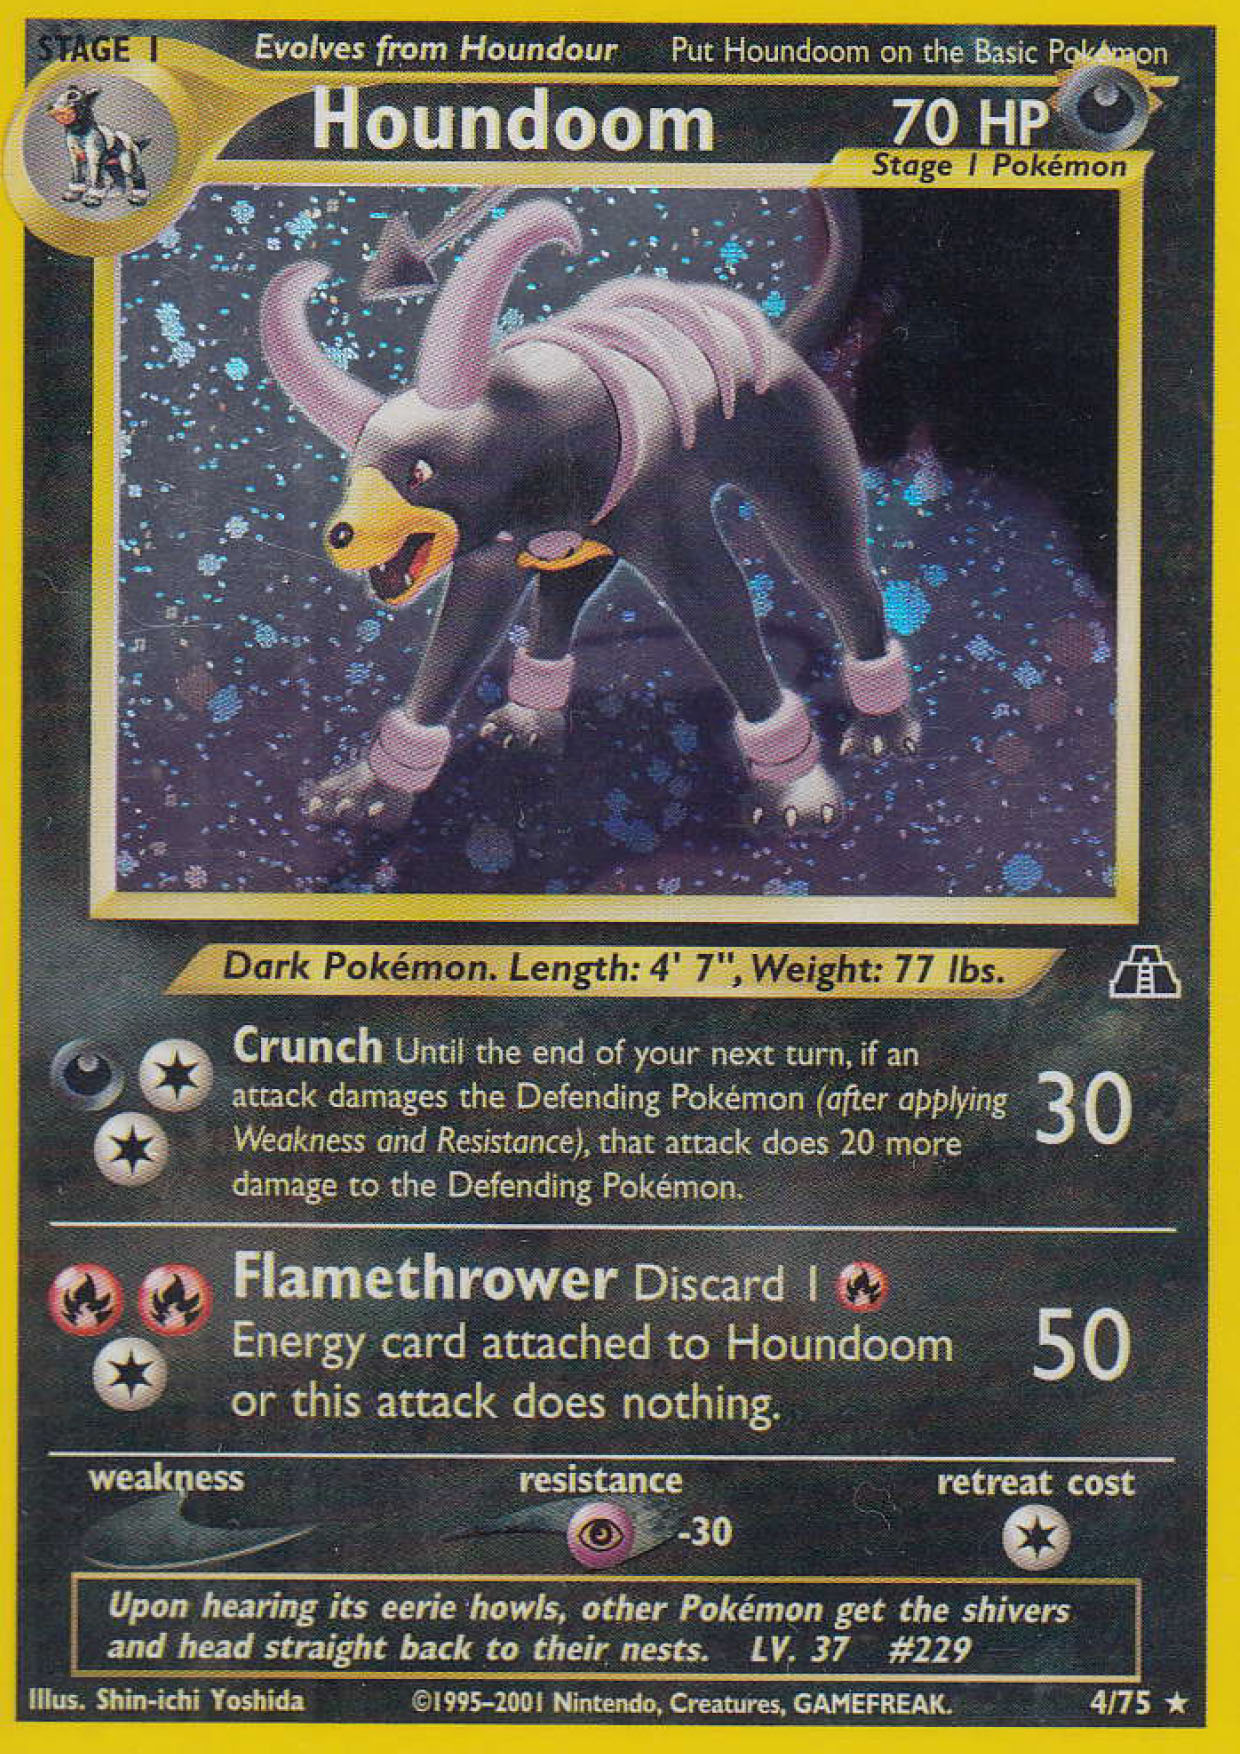 STAGE 1
Evolves from Houndour Put Houndoom on the Basic Pokémon
Houndoom 70 HP
Stage 1 Pokémon
Dark Pokémon. Length: 4' 7", Weight: 77 lbs.
Crunch Until the end of your next turn, if an
attack damages the Defending Pokémon (after applying
Weakness and Resistance), that attack does 20 more
damage to the Defending Pokémon.
30
Flamethrower Discard 1
Energy card attached to Houndoom
or this attack does nothing.
50
weakness resistance retreat cost
-30
Upon hearing its eerie howls, other Pokémon get the shivers
and head straight back to their nests. LV. 37 #229
Illus. Shin-ichi Yoshida ©1995–2001 Nintendo, Creatures, GAMEFREAK. 4/75 ★